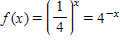 f(x) = (1/4)^x = 4^-x